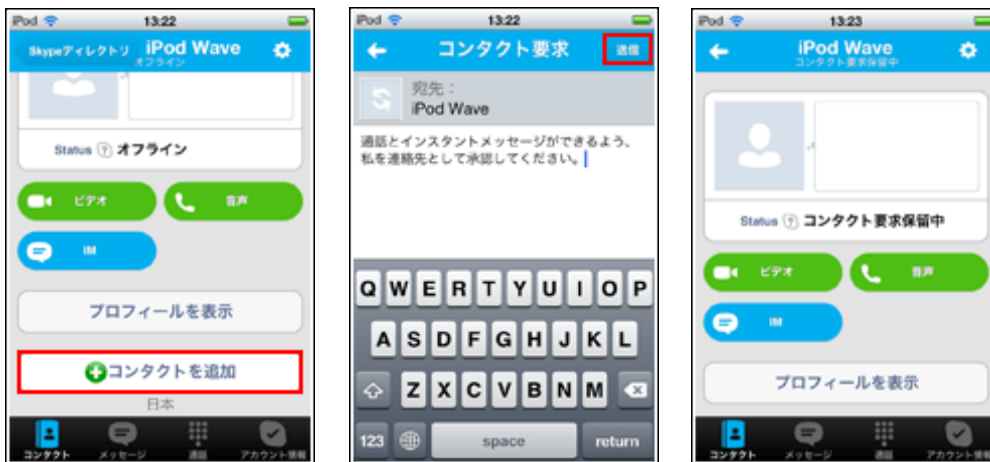 iPod
13:22
Skypeディレクトリ
iPod Wave
オフライン
Status オフライン
ビデオ
音声
IM
プロフィールを表示
コンタクトを追加
日本
コンタクト
メッセージ
通話
アカウント情報
iPod
13:22
コンタクト要求
送信
宛先：
iPod Wave
通話とインスタントメッセージができるよう、
私を連絡先として承認してください。
Q W E R T Y U I O P
A S D F G H J K L
Z X C V B N M
123
space
return
iPod
13:23
iPod Wave
コンタクト要求保留中
Status コンタクト要求保留中
ビデオ
音声
IM
プロフィールを表示
コンタクト
メッセージ
通話
アカウント情報